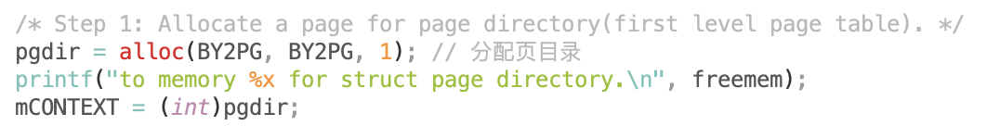 /* Step 1: Allocate a page for page directory(first level page table). */
pgdir = alloc(BY2PG, BY2PG, 1); // 分配页目录
printf("to memory %x for struct page directory.\n", freemem);
mCONTEXT = (int)pgdir;